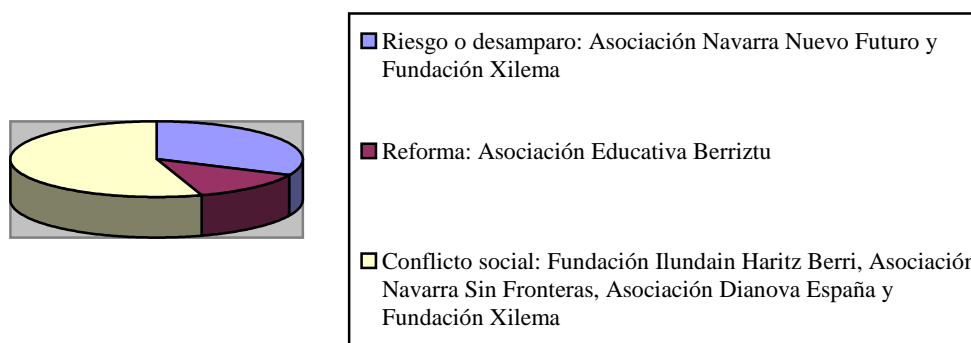 Riesgo o desamparo: Asociación Navarra Nuevo Futuro y
Fundación Xilema
Reforma: Asociación Educativa Berriztu
Conflicto social: Fundación Ilundain Haritz Berri, Asociación
Navarra Sin Fronteras, Asociación Dianova España y
Fundación Xilema